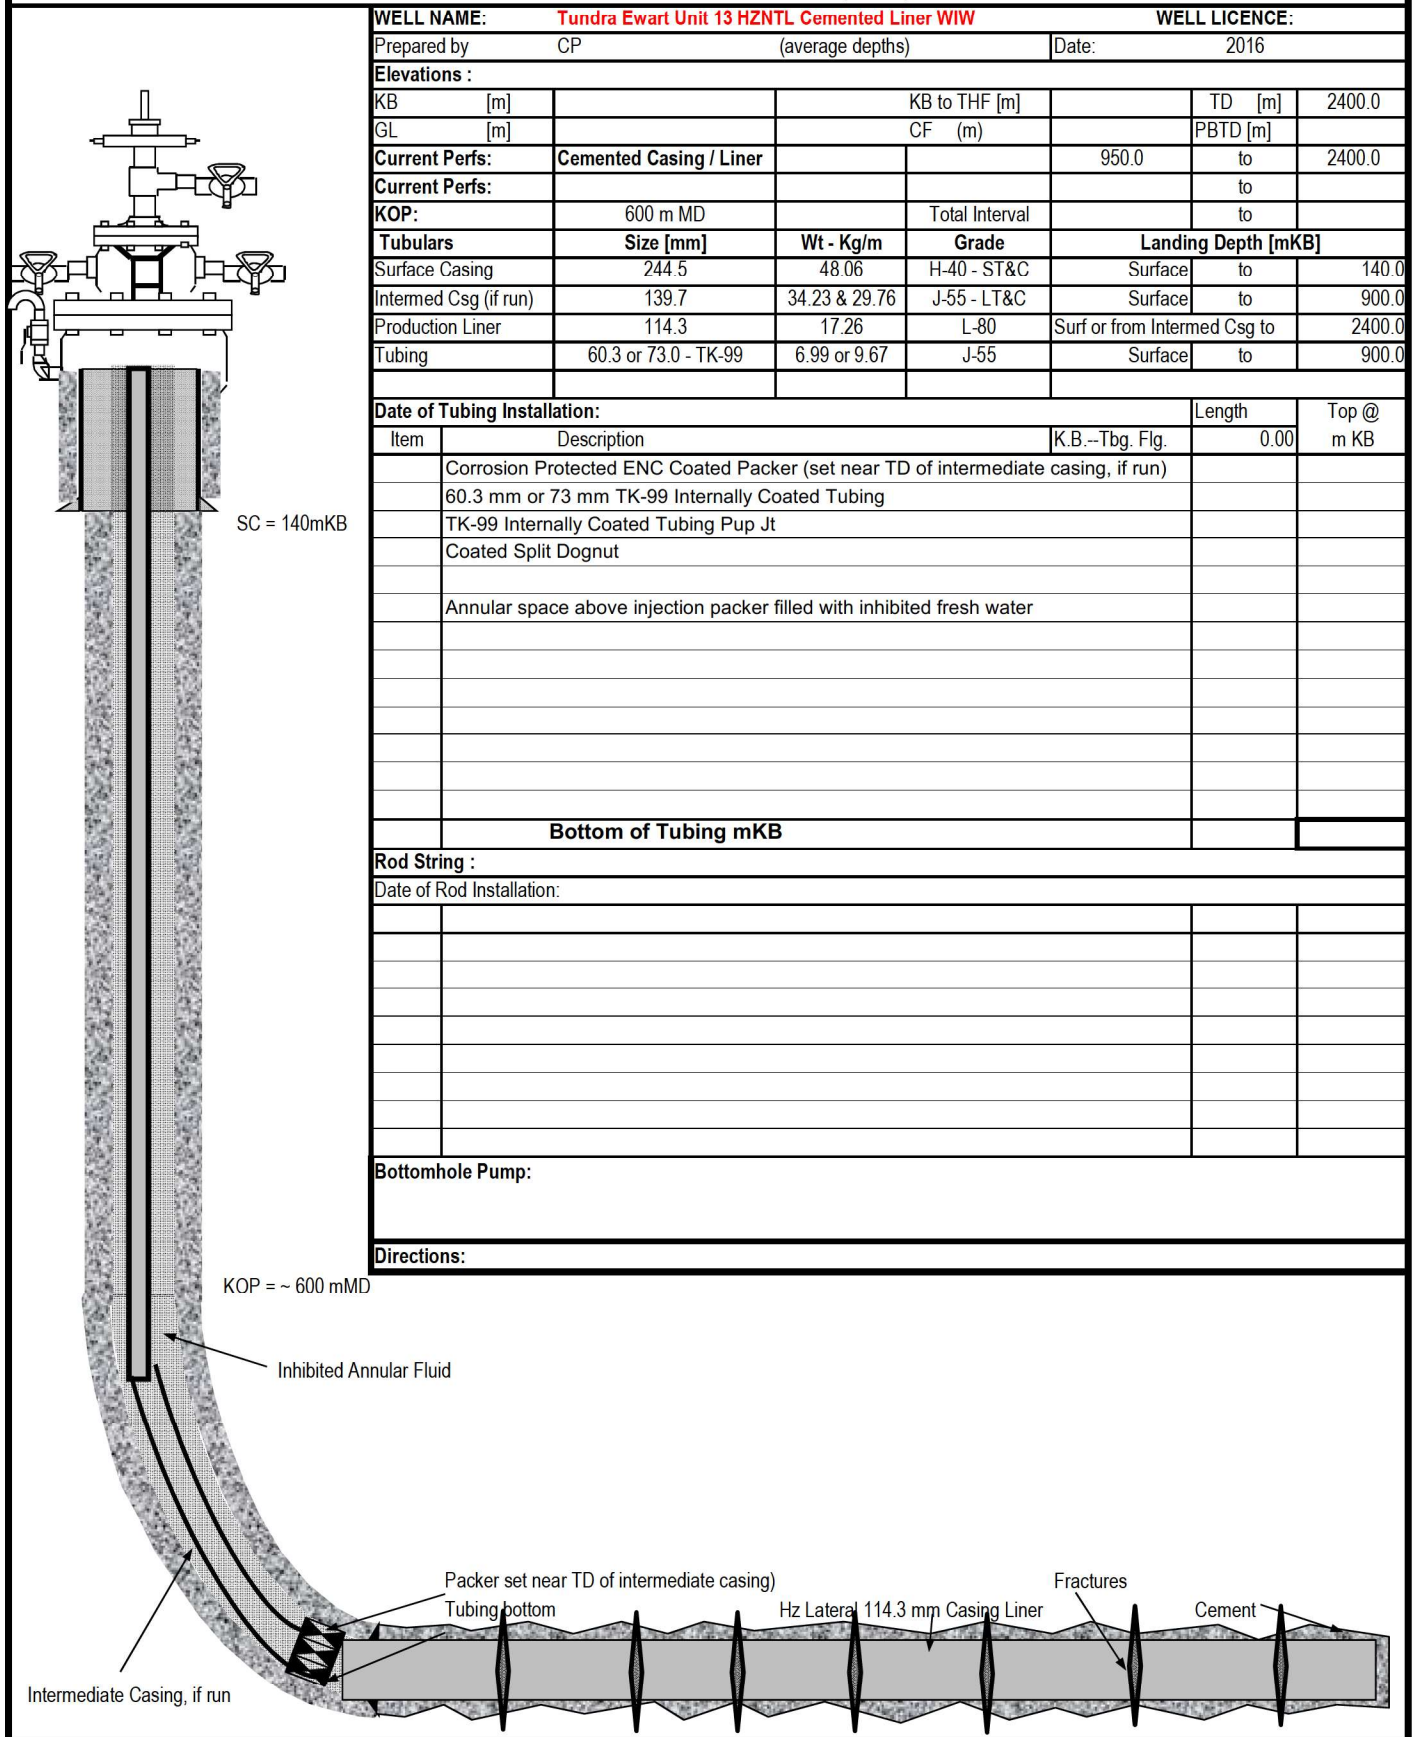 WELL NAME: Tundra Ewart Unit 13 HZNTL Cemented Liner WIW WELL LICENCE:
Prepared by CP (average depths) Date: 2016
Elevations :
KB [m] KB to THF [m] TD [m] 2400.0
GL [m] CF (m) PBTD [m]
Current Perfs: Cemented Casing / Liner 950.0 to 2400.0
Current Perfs: to
KOP: 600 m MD Total Interval to
Tubulars Size [mm] Wt - Kg/m Grade Landing Depth [mKB]
Surface Casing 244.5 48.06 H-40 - ST&C Surface to 140.0
Intermed Csg (if run) 139.7 34.23 & 29.76 J-55 - LT&C Surface to 900.0
Production Liner 114.3 17.26 L-80 Surf or from Intermed Csg to 2400.0
Tubing 60.3 or 73.0 - TK-99 6.99 or 9.67 J-55 Surface to 900.0
Date of Tubing Installation: Length Top @
Item Description K.B.--Tbg. Flg. 0.00 m KB
Corrosion Protected ENC Coated Packer (set near TD of intermediate casing, if run)
60.3 mm or 73 mm TK-99 Internally Coated Tubing
TK-99 Internally Coated Tubing Pup Jt
SC = 140mKB
Coated Split Dognut
Annular space above injection packer filled with inhibited fresh water
Bottom of Tubing mKB
Rod String :
Date of Rod Installation:
Bottomhole Pump:
Directions:
KOP = ~ 600 mMD
Inhibited Annular Fluid
Packer set near TD of intermediate casing)
Fractures
Tubing bottom
Hz Lateral 114.3 mm Casing Liner
Cement
Intermediate Casing, if run